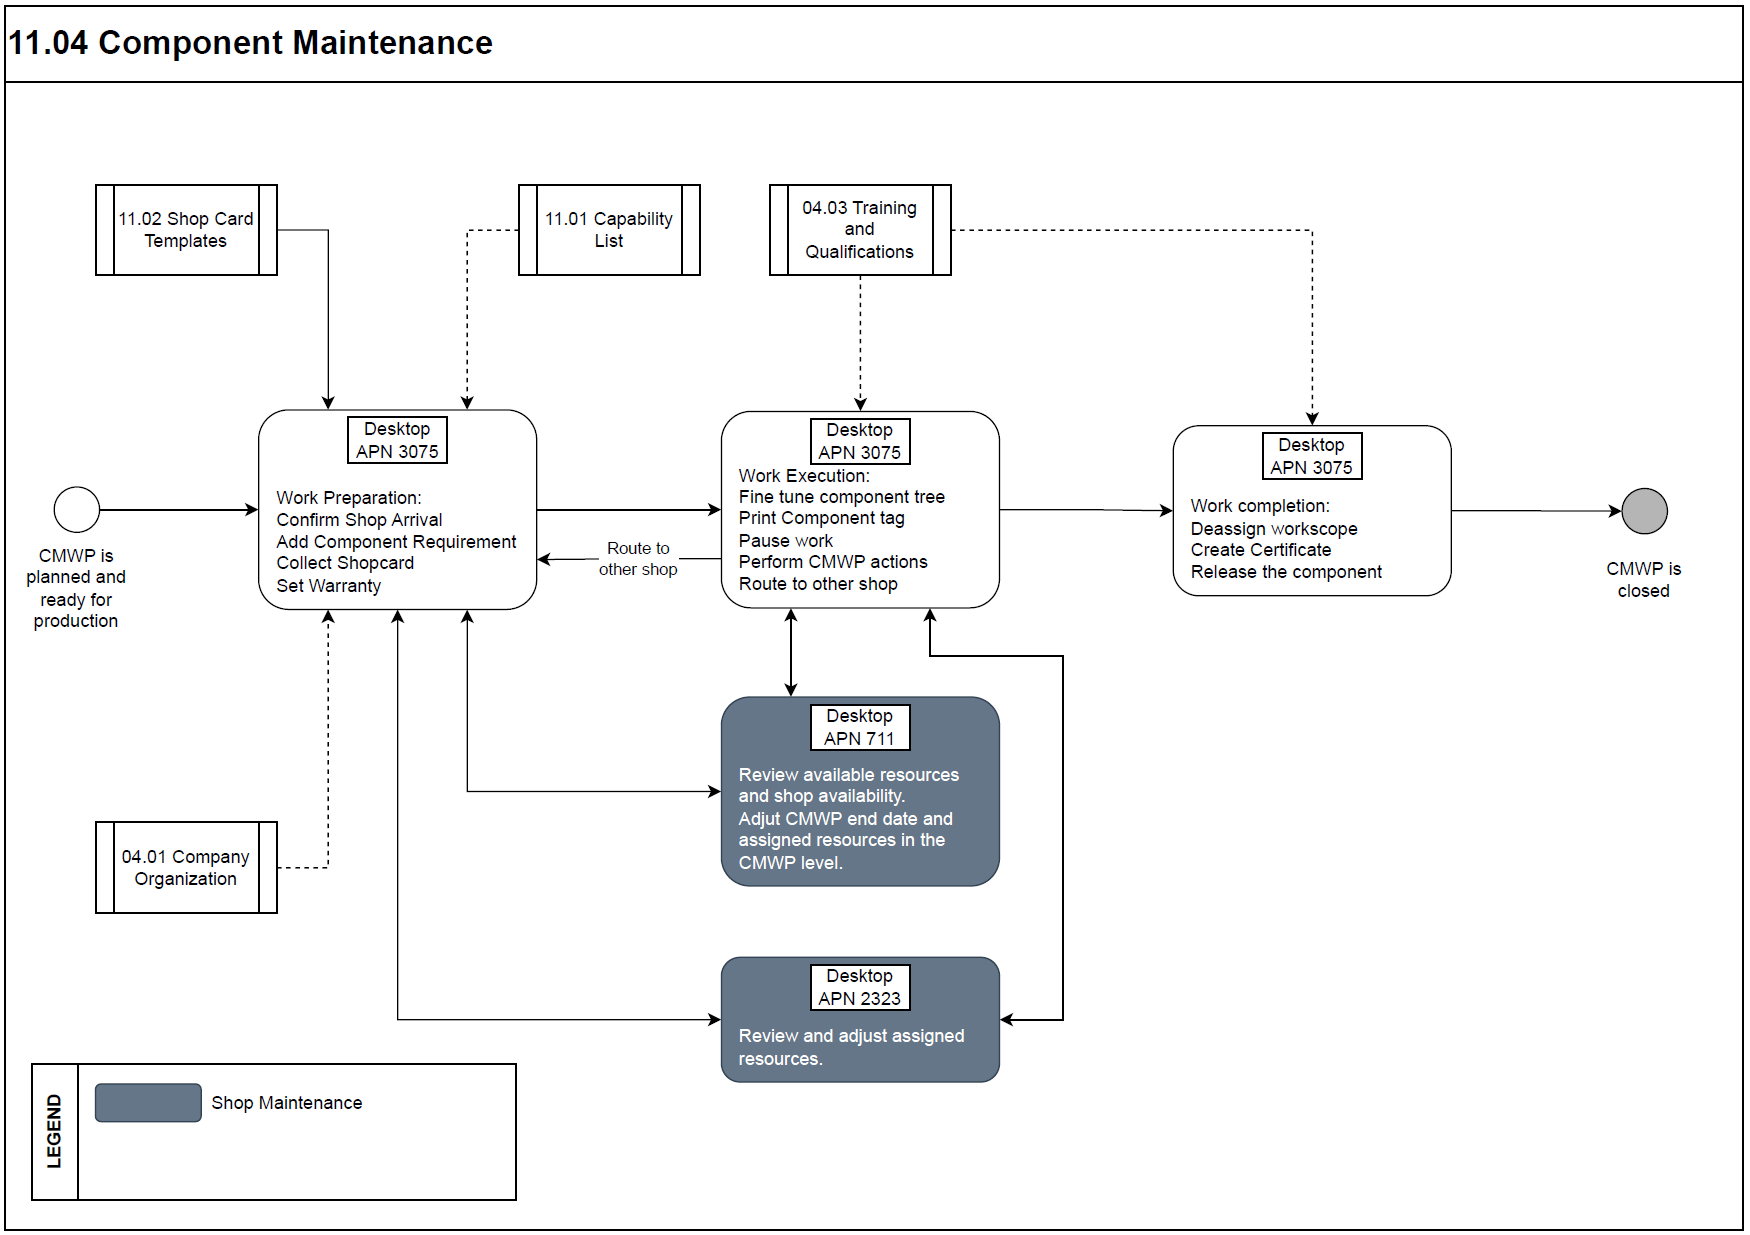 11.04 Component Maintenance
11.02 Shop Card
Templates
11.01 Capability
List
04.03 Training
and
Qualifications
CMWP is
planned and
ready for
production
Desktop
APN 3075
Work Preparation:
Confirm Shop Arrival
Add Component Requirement
Collect Shopcard
Set Warranty
Route to
other shop
Desktop
APN 3075
Work Execution:
Fine tune component tree
Print Component tag
Pause work
Perform CMWP actions
Route to other shop
Desktop
APN 3075
Work completion:
Deassign workscope
Create Certificate
Release the component
CMWP is
closed
04.01 Company
Organization
Desktop
APN 711
Review available resources
and shop availability.
Adjut CMWP end date and
assigned resources in the
CMWP level.
Desktop
APN 2323
Review and adjust assigned
resources.
LEGEND
Shop Maintenance